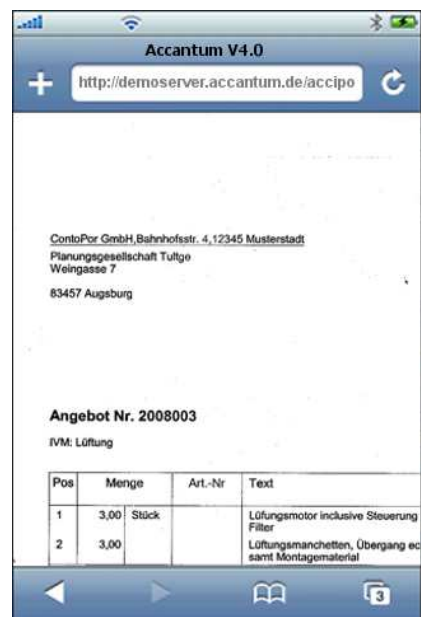 Accantum V4.0
http://demoserver.accantum.de/accipo
ContoPor GmbH,Bahnhofsstr. 4,12345 Musterstadt
Planungsgesellschaft Tultge
Weingasse 7
83457 Augsburg
Angebot Nr. 2008003
IVM: Lüftung
Pos Menge Art.-Nr Text
1 3,00 Stück Lüfungsmotor inclusive Steuerung
Filter
2 3,00 Lüftungsmanchetten, Übergang ec
samt Montagematerial
3